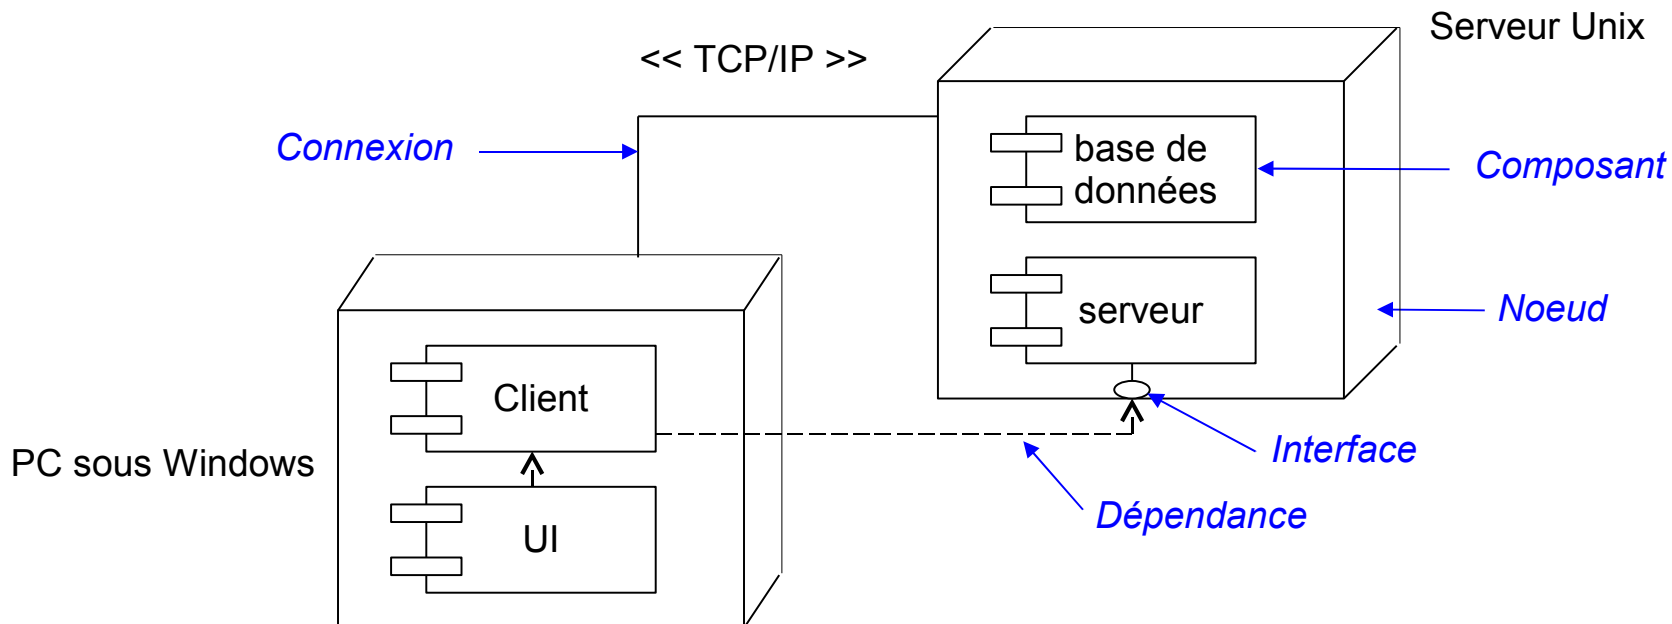 Serveur Unix
<< TCP/IP >>
Connexion
base de
données
Composant
serveur
Noeud
Client
Interface
PC sous Windows
Dépendance
UI